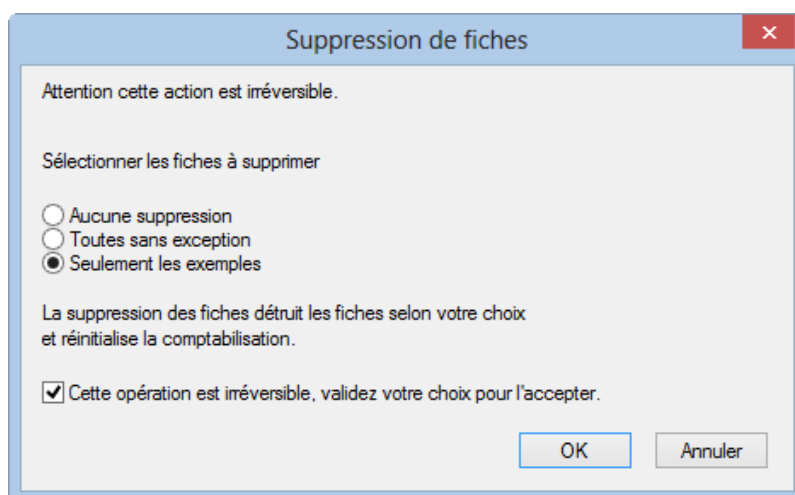 Suppression de fiches
Attention cette action est irréversible.
Sélectionner les fiches à supprimer
Aucune suppression
Toutes sans exception
Seulement les exemples
La suppression des fiches détruit les fiches selon votre choix
et réinitialise la comptabilisation.
Cette opération est irréversible, validez votre choix pour l'accepter.
OK Annuler